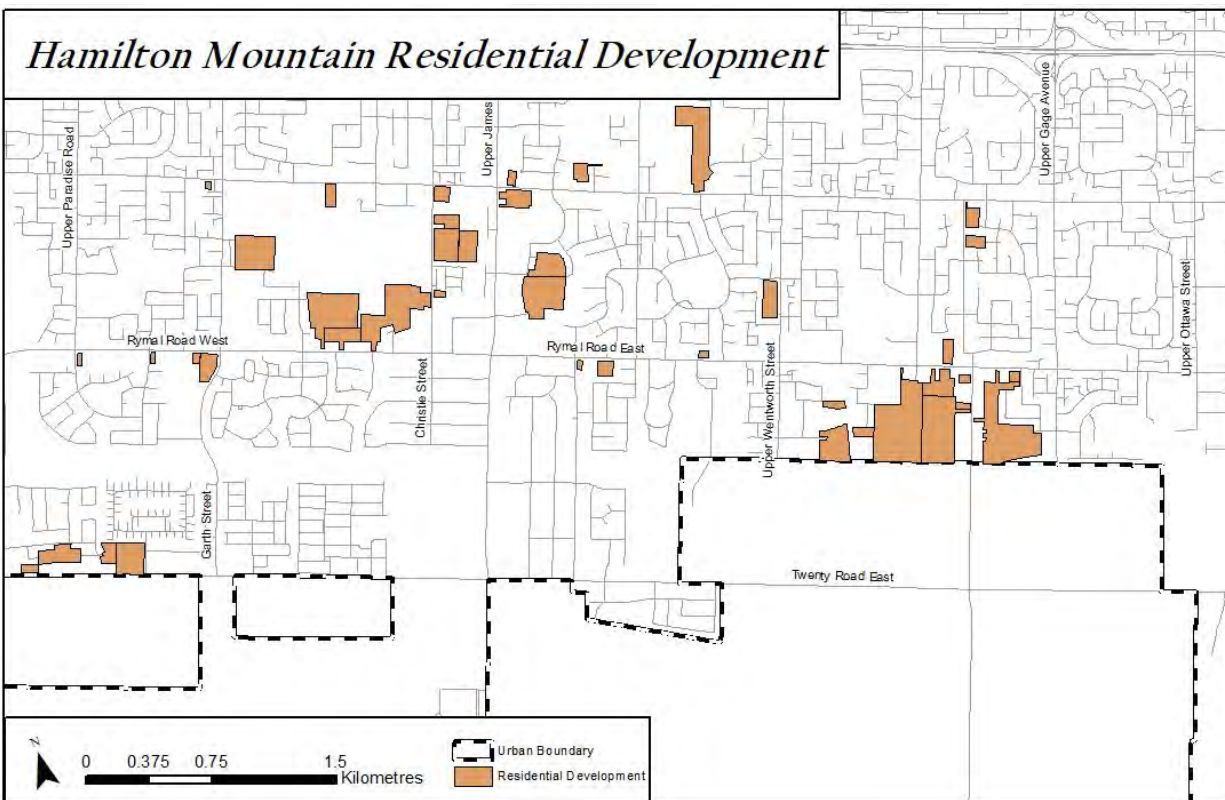 Hamilton Mountain Residential Development
Upper Paradise Road
Upper James
Upper Gage Avenue
Upper Ottawa Street
Rymal Road West
Rymal Road East
Christie Street
Upper Wentworth Street
Garth Street
Twenty Road East
N
0 0.375 0.75 1.5
Kilometres
Urban Boundary
Residential Development